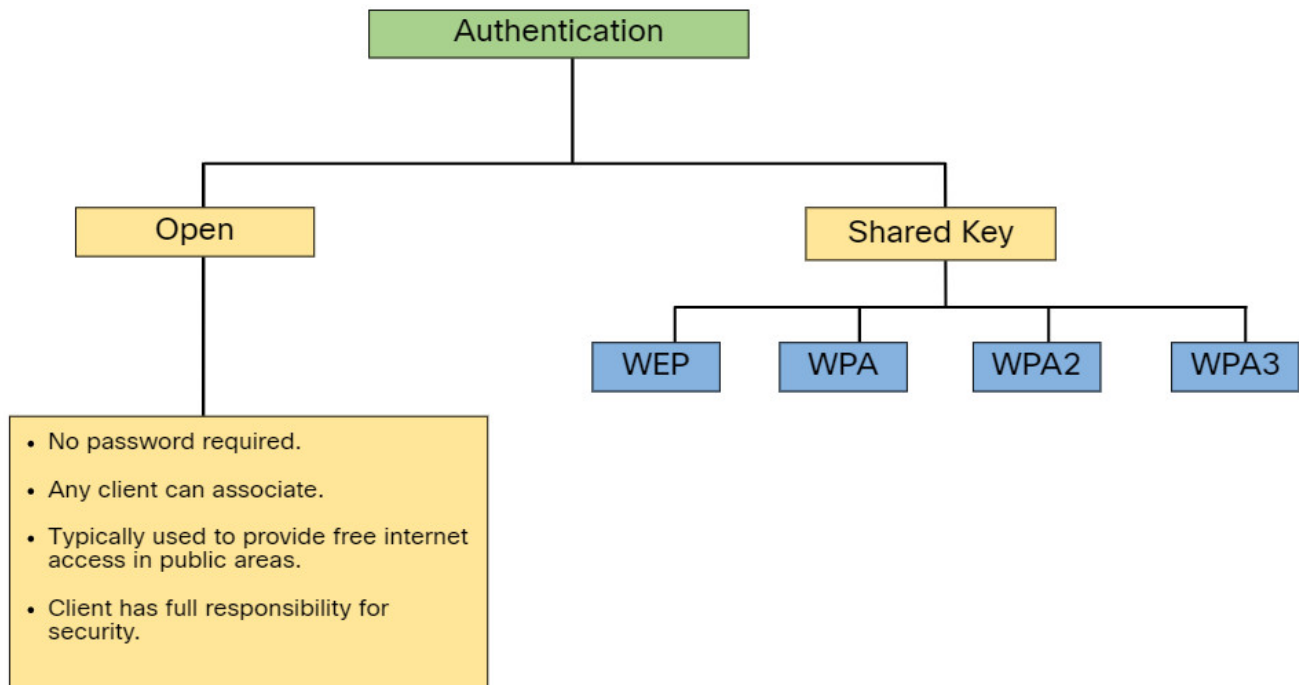 Authentication
Open
Shared Key
WEP
WPA
WPA2
WPA3
• No password required.
• Any client can associate.
• Typically used to provide free internet
access in public areas.
• Client has full responsibility for
security.